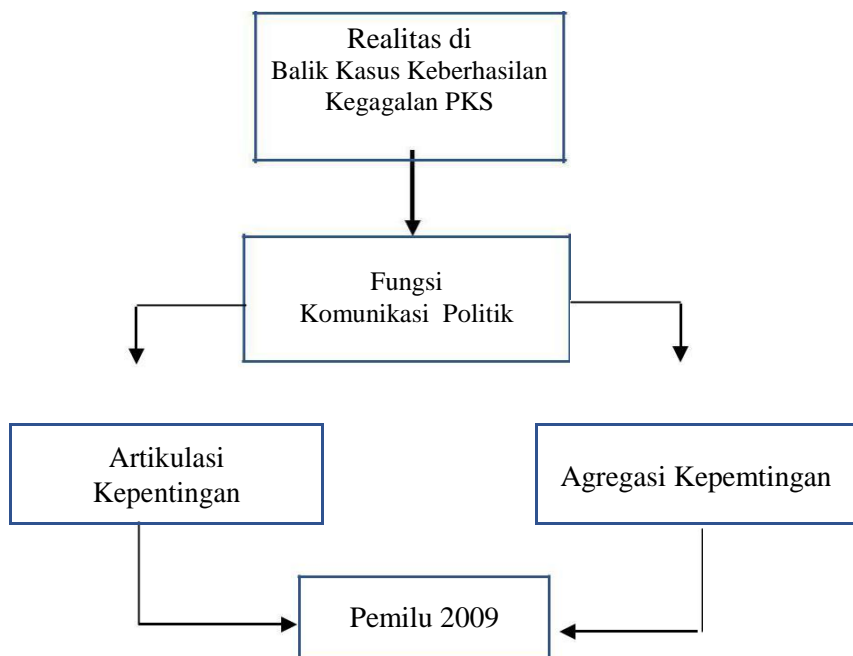 Realitas di
Balik Kasus Keberhasilan
Kegagalan PKS
Fungsi
Komunikasi Politik
Artikulasi
Kepentingan
Agregasi Kepemtingan
Pemilu 2009